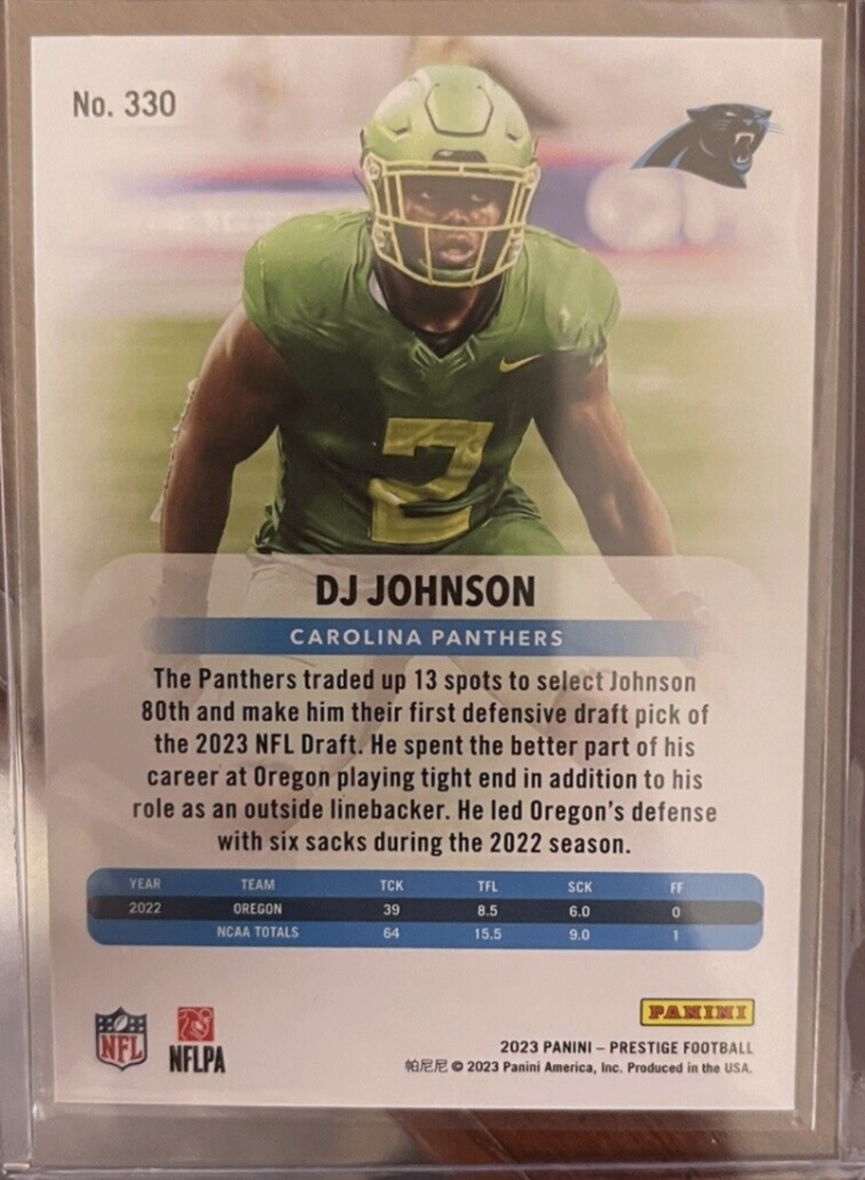 No. 330
2
DJ JOHNSON
CAROLINA PANTHERS
The Panthers traded up 13 spots to select Johnson
80th and make him their first defensive draft pick of
the 2023 NFL Draft. He spent the better part of his
career at Oregon playing tight end in addition to his
role as an outside linebacker. He led Oregon's defense
with six sacks during the 2022 season.
YEAR TEAM TCK TFL SCK FF
2022 OREGON 39 8.5 6.0 0
NCAA TOTALS 64 15.5 9.0 1
PANINI
NFL NFLPA
2023 PANINI – PRESTIGE FOOTBALL
帕尼尼 © 2023 Panini America, Inc. Produced in the USA.